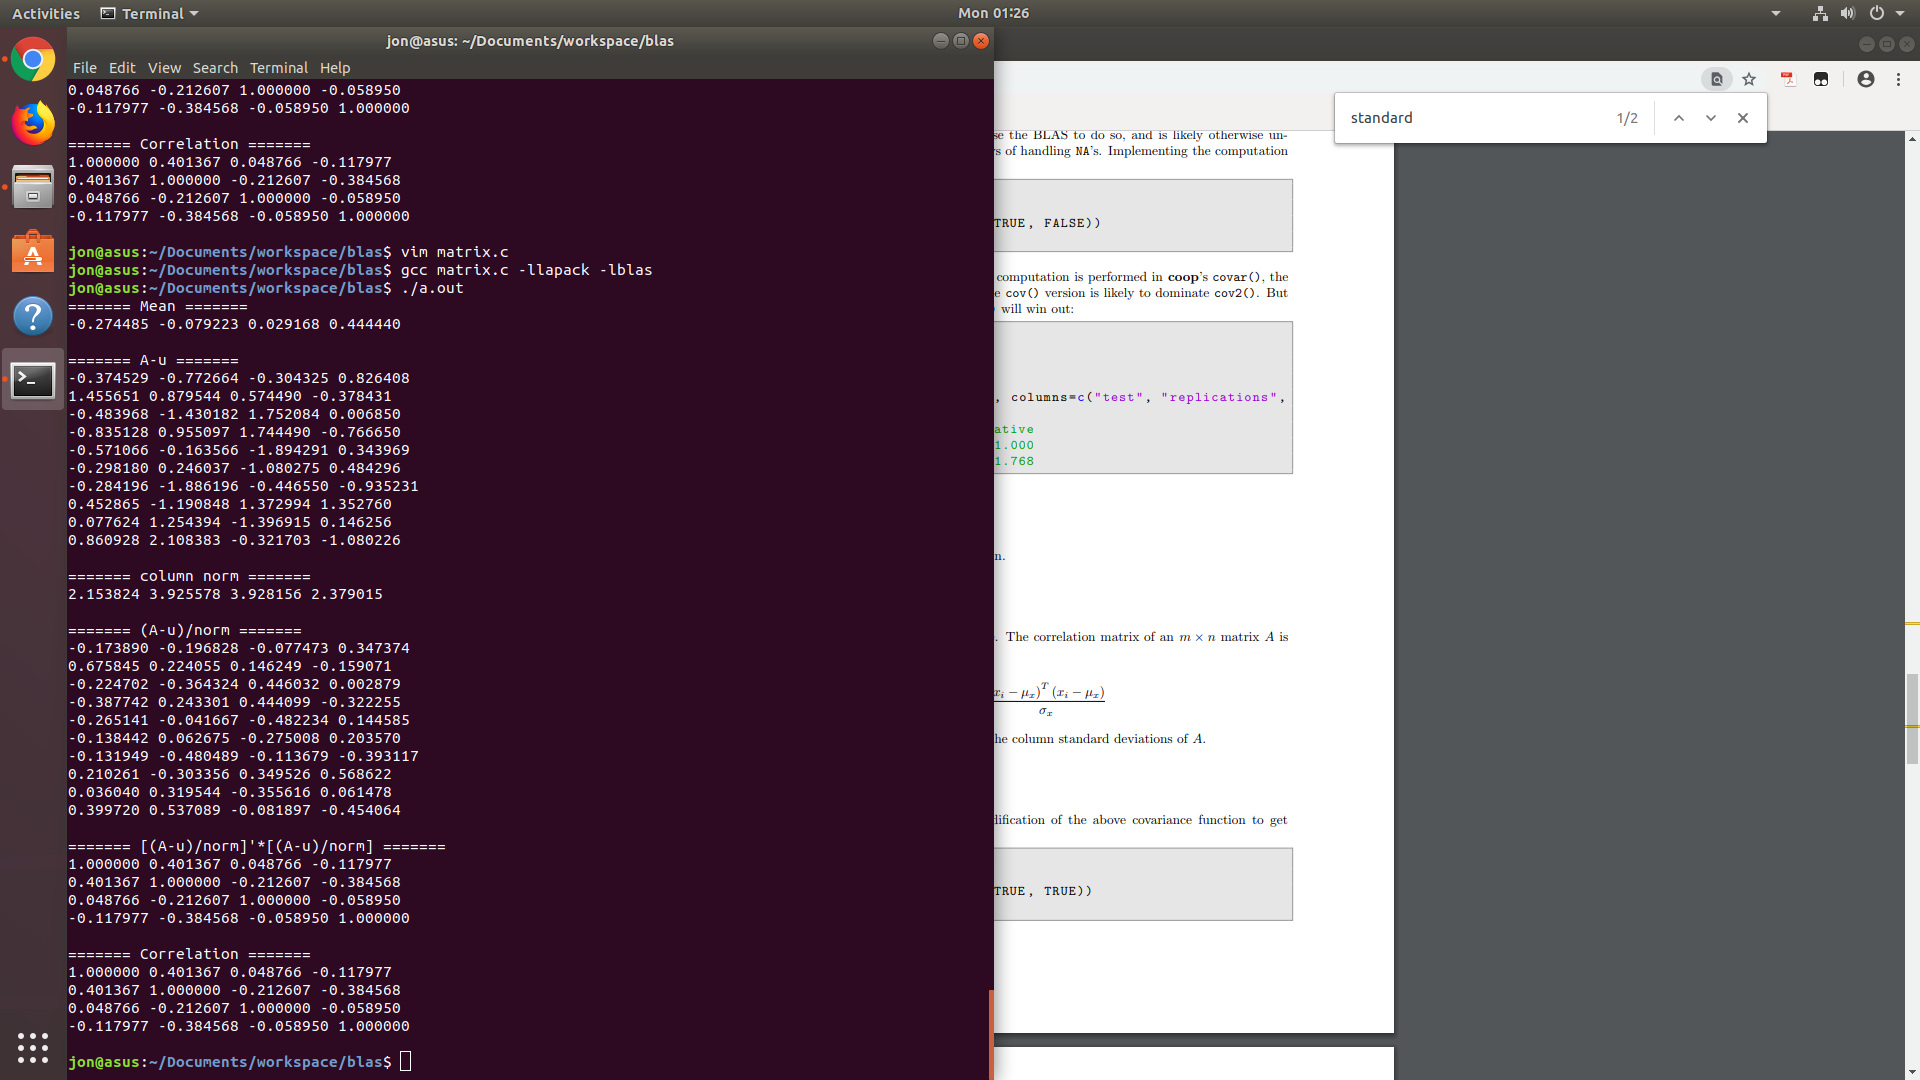 Activities
Terminal
Mon 01:26
jon@asus: ~/Documents/workspace/blas
File Edit View Search Terminal Help
0.048766 -0.212607 1.000000 -0.058950
-0.117977 -0.384568 -0.058950 1.000000
======= Correlation =======
1.000000 0.401367 0.048766 -0.117977
0.401367 1.000000 -0.212607 -0.384568
0.048766 -0.212607 1.000000 -0.058950
-0.117977 -0.384568 -0.058950 1.000000
jon@asus:~/Documents/workspace/blas$ vim matrix.c
jon@asus:~/Documents/workspace/blas$ gcc matrix.c -llapack -lblas
jon@asus:~/Documents/workspace/blas$ ./a.out
======= Mean =======
-0.274485 -0.079223 0.029168 0.444440
======= A-u =======
-0.374529 -0.772664 -0.304325 0.826408
1.455651 0.879544 0.574490 -0.378431
-0.483968 -1.430182 1.752084 0.006850
-0.835128 0.955097 1.744490 -0.766650
-0.571066 -0.163566 -1.894291 0.343969
-0.298180 0.246037 -1.080275 0.484296
-0.284196 -1.886196 -0.446550 -0.935231
0.452865 -1.190848 1.372994 1.352760
0.077624 1.254394 -1.396915 0.146256
0.860928 2.108383 -0.321703 -1.080226
======= column norm =======
2.153824 3.925578 3.928156 2.379015
======= (A-u)/norm =======
-0.173890 -0.196828 -0.077473 0.347374
0.675845 0.224055 0.146249 -0.159071
-0.224702 -0.364324 0.446032 0.002879
-0.387742 0.243301 0.444099 -0.322255
-0.265141 -0.041667 -0.482234 0.144585
-0.138442 0.062675 -0.275008 0.203570
-0.131949 -0.480489 -0.113679 -0.393117
0.210261 -0.303356 0.349526 0.568622
0.036040 0.319544 -0.355616 0.061478
0.399720 0.537089 -0.081897 -0.454064
======= [(A-u)/norm]'*[(A-u)/norm] =======
1.000000 0.401367 0.048766 -0.117977
0.401367 1.000000 -0.212607 -0.384568
0.048766 -0.212607 1.000000 -0.058950
-0.117977 -0.384568 -0.058950 1.000000
======= Correlation =======
1.000000 0.401367 0.048766 -0.117977
0.401367 1.000000 -0.212607 -0.384568
0.048766 -0.212607 1.000000 -0.058950
-0.117977 -0.384568 -0.058950 1.000000
jon@asus:~/Documents/workspace/blas$
standard 1/2
se the BLAS to do so, and is likely otherwise un-
s of handling NA's. Implementing the computation
TRUE, FALSE))
computation is performed in coop's covar(), the
e cov() version is likely to dominate cov2(). But
will win out:
, columns=c("test", "replications",
ative
1.000
1.768
n.
. The correlation matrix of an m × n matrix A is
x_i − μ_x)^T (x_i − μ_x)
σ_x
he column standard deviations of A.
dification of the above covariance function to get
TRUE, TRUE))